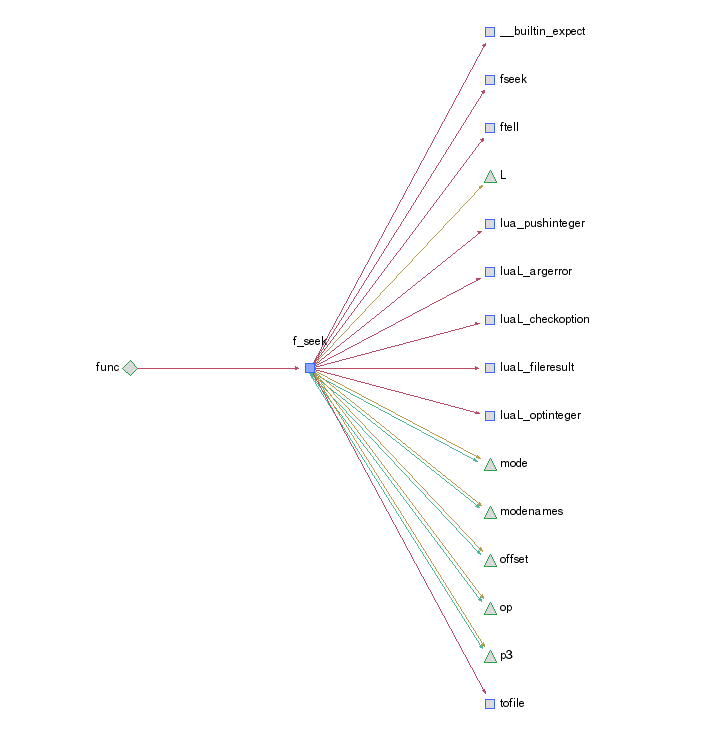 __builtin_expect
fseek
ftell
L
lua_pushinteger
luaL_argerror
luaL_checkoption
f_seek
func
luaL_fileresult
luaL_optinteger
mode
modenames
offset
op
p3
tofile